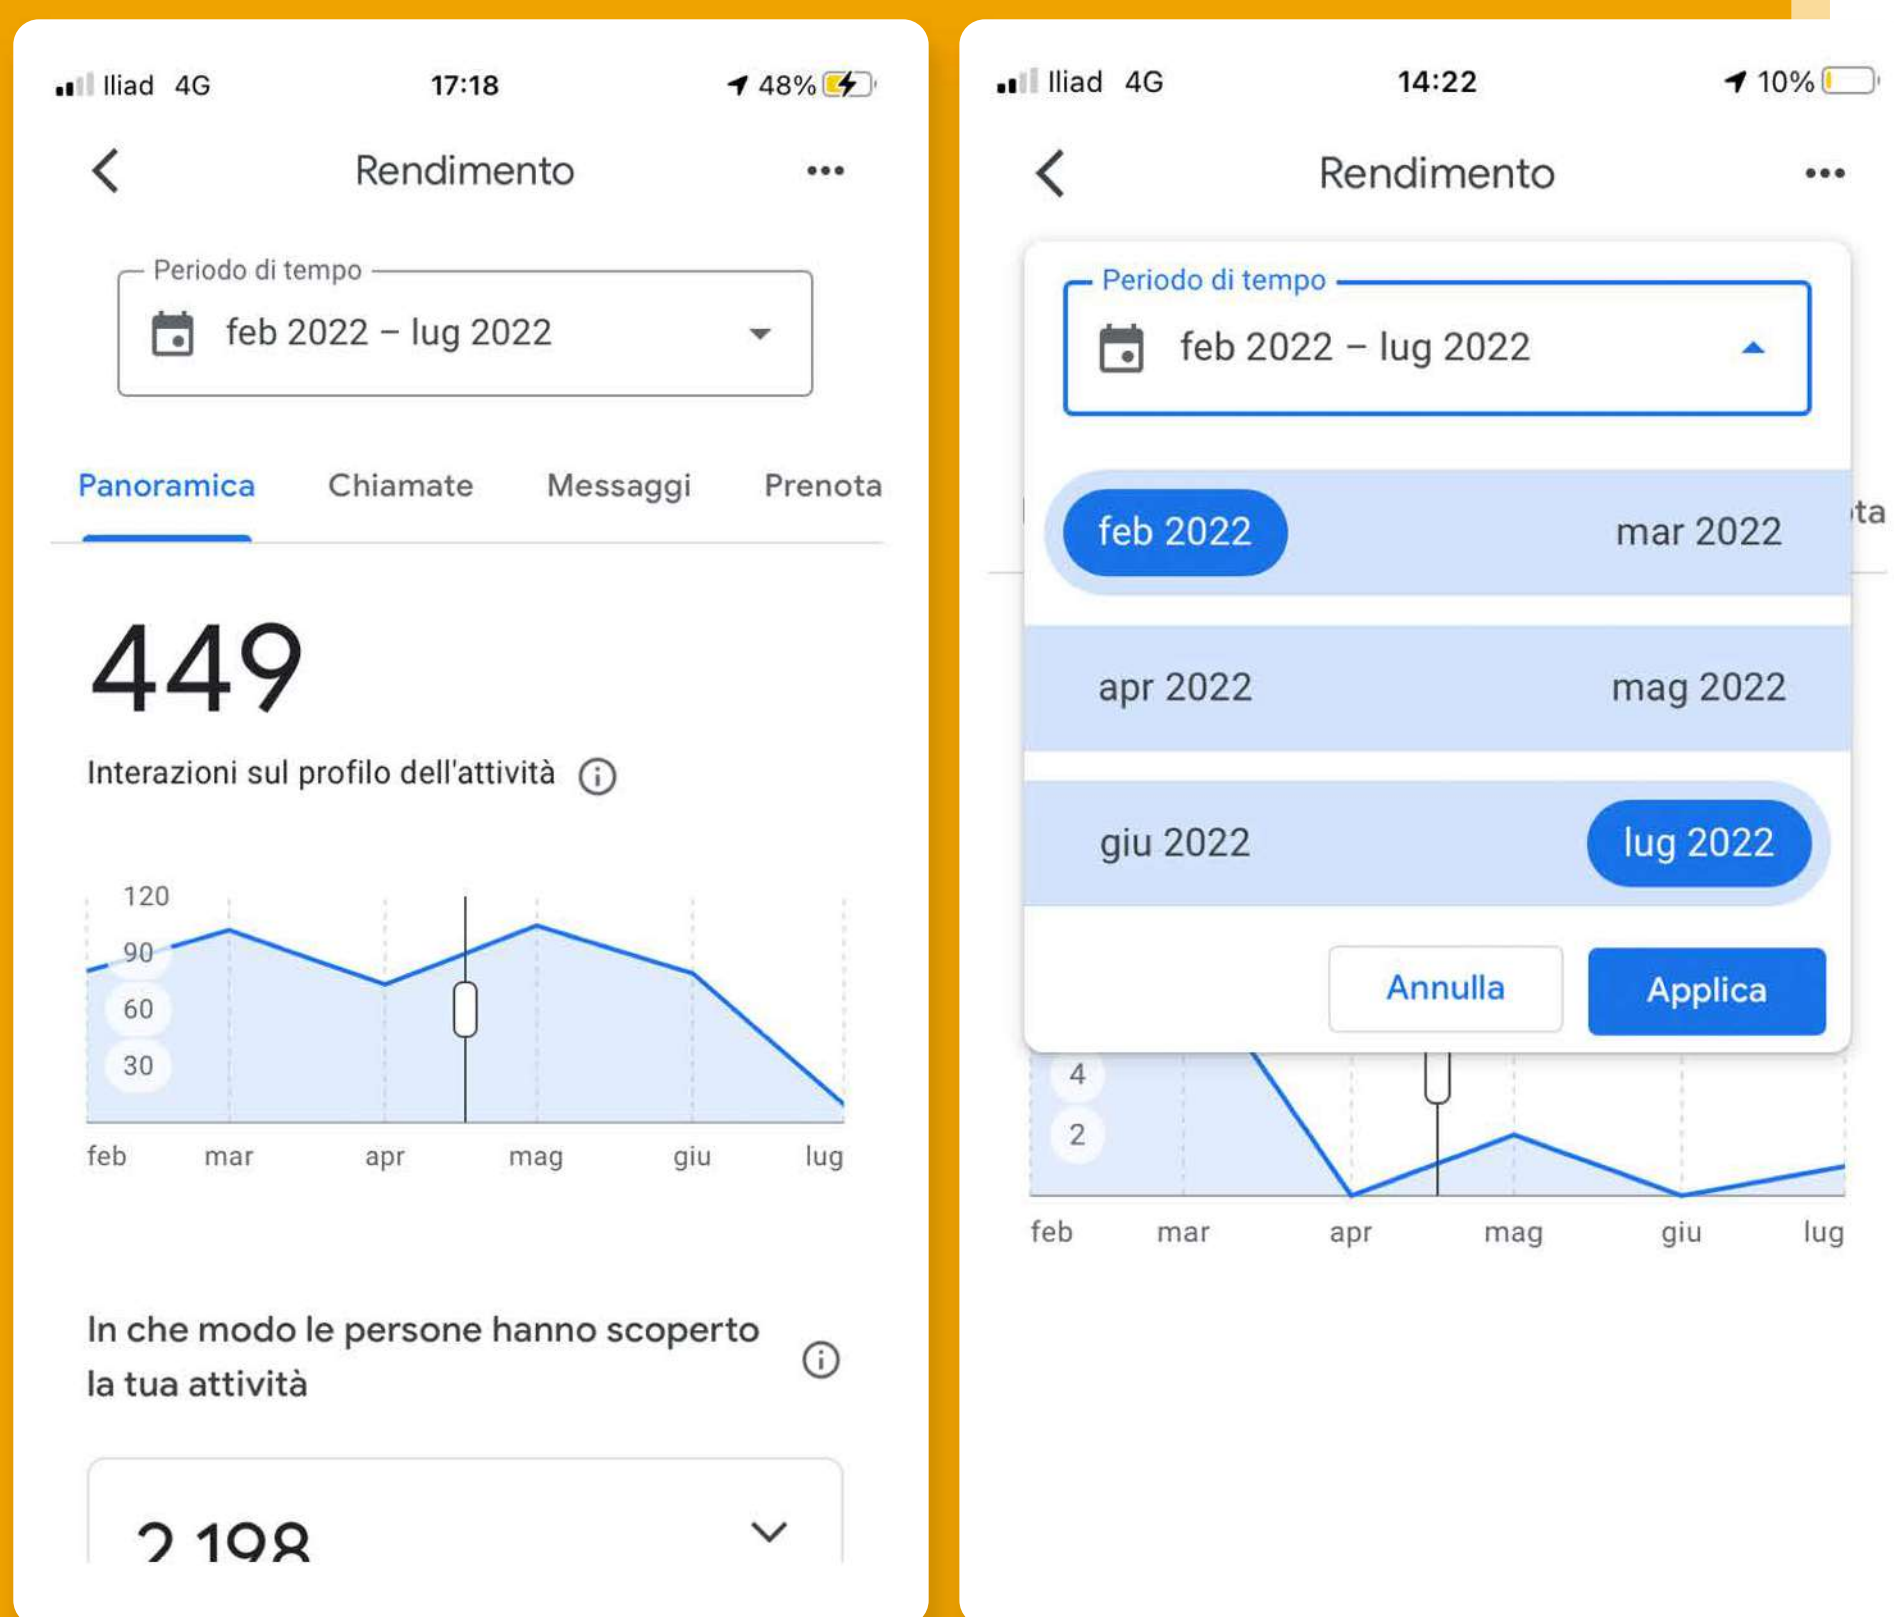 Iliad 4G 17:18 48%
Rendimento
Periodo di tempo
feb 2022 – lug 2022
Panoramica Chiamate Messaggi Prenota
449
Interazioni sul profilo dell'attività
120
90
60
30
feb mar apr mag giu lug
In che modo le persone hanno scoperto
la tua attività
2.198
Iliad 4G 14:22 10%
Rendimento
Periodo di tempo
feb 2022 – lug 2022
ta
feb 2022 mar 2022
apr 2022 mag 2022
giu 2022 lug 2022
Annulla Applica
4
2
feb mar apr mag giu lug